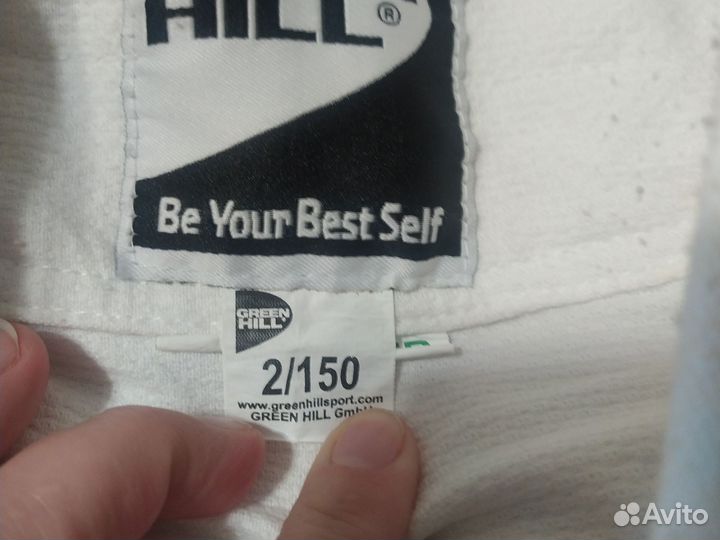 HILL®
Be Your Best Self
GREEN
HILL
2/150
www.greenhillsport.com
GREEN HILL GmbH
Avito